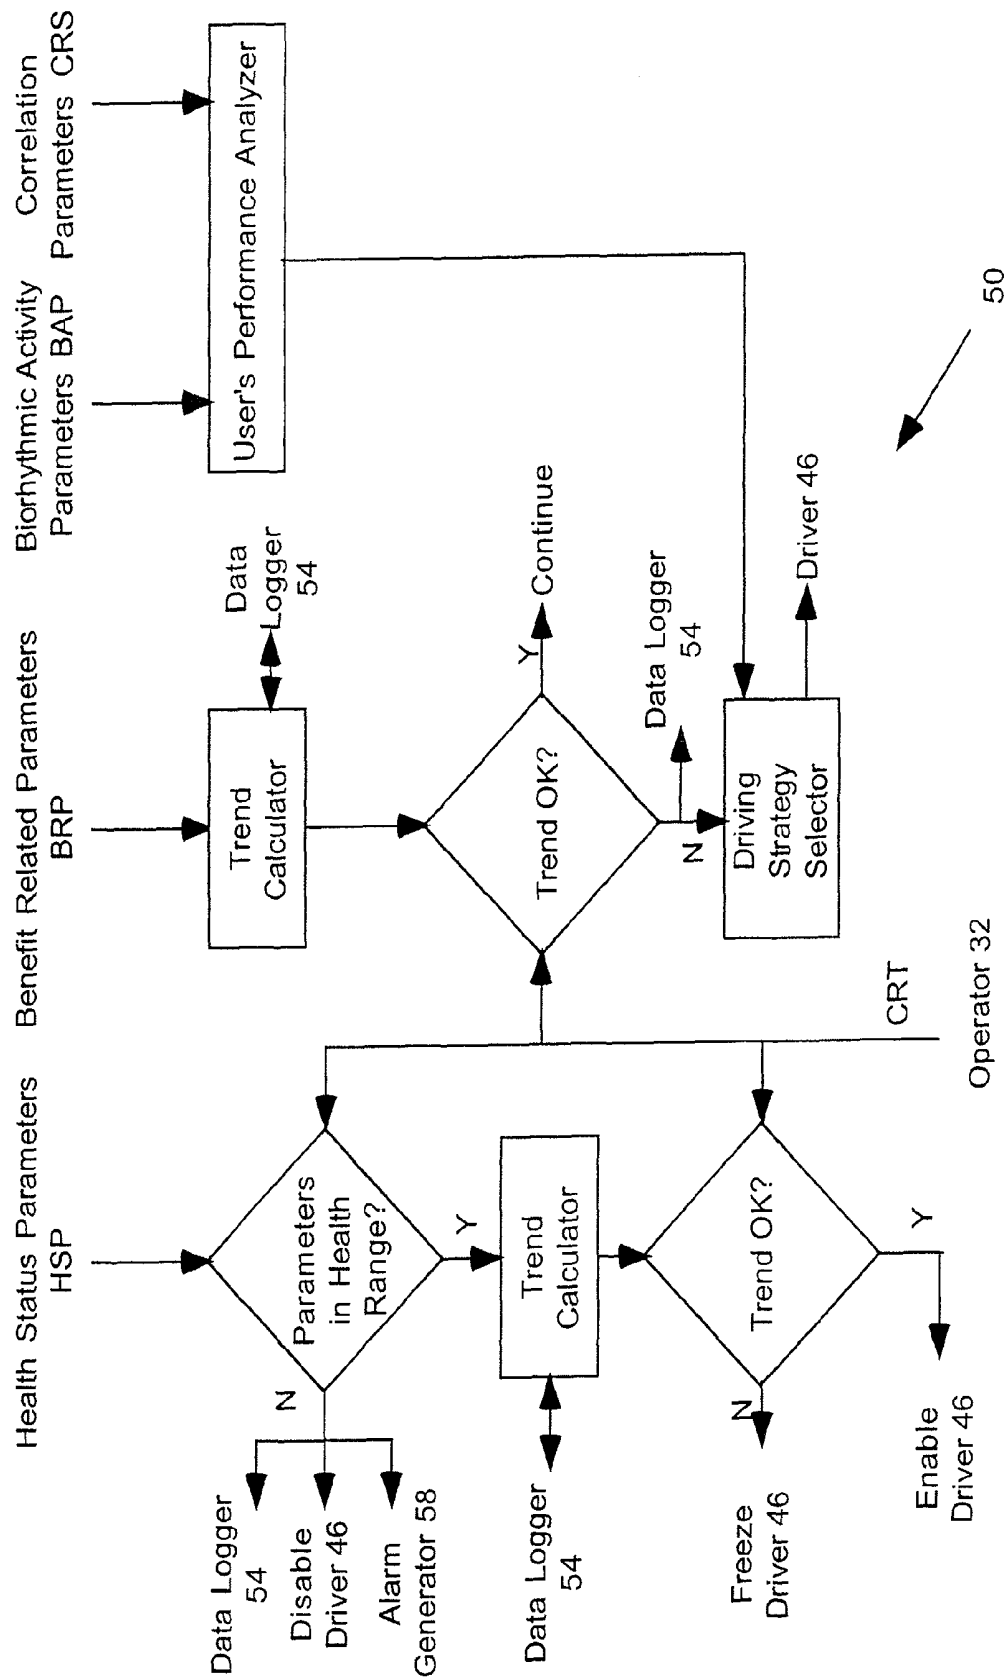 Health Status Parameters
HSP
Benefit Related Parameters
BRP
Biorhythmic Activity
Parameters BAP
Correlation
Parameters CRS
Parameters
in Health
Range?
N
Y
Data Logger
54
Disable
Driver 46
Alarm
Generator 58
Trend
Calculator
Data Logger
54
Trend OK?
N
Freeze
Driver 46
Y
Enable
Driver 46
CRT
Operator 32
Trend
Calculator
Data
Logger
54
Trend OK?
Y
Continue
N
Data Logger
54
Driving
Strategy
Selector
Driver 46
User's Performance Analyzer
50